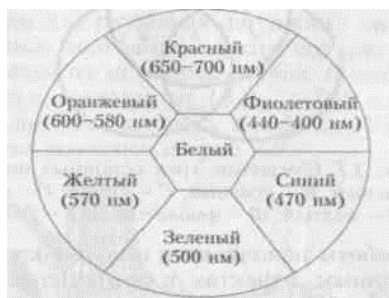 Красный
(650–700 нм)
Оранжевый
(600–580 нм)
Фиолетовый
(440–400 нм)
Белый
Желтый
(570 нм)
Синий
(470 нм)
Зеленый
(500 нм)